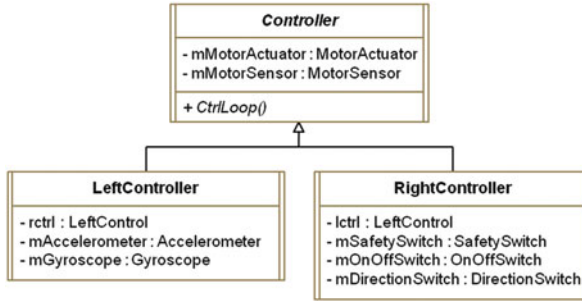 Controller
- mMotorActuator : MotorActuator
- mMotorSensor : MotorSensor
+ CtrlLoop()
LeftController
- rctrl : LeftControl
- mAccelerometer : Accelerometer
- mGyroscope : Gyroscope
RightController
- lctrl : LeftControl
- mSafetySwitch : SafetySwitch
- mOnOffSwitch : OnOffSwitch
- mDirectionSwitch : DirectionSwitch